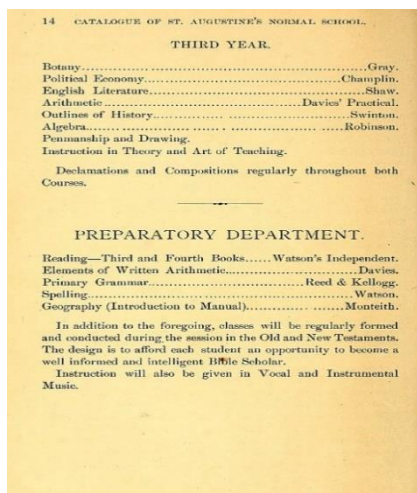 14 CATALOGUE OF ST. AUGUSTINE'S NORMAL SCHOOL.
THIRD YEAR.
Botany........................................Gray.
Political Economy........................................Champlin.
English Literature........................................Shaw.
Arithmetic........................................Davies' Practical.
Outlines of History........................................Swinton.
Algebra........................................Robinson.
Penmanship and Drawing.
Instruction in Theory and Art of Teaching.
Declamations and Compositions regularly throughout both
Courses.
PREPARATORY DEPARTMENT.
Reading—Third and Fourth Books......Watson's Independent.
Elements of Written Arithmetic..............................Davies.
Primary Grammar..............................Reed & Kellogg.
Spelling........................................Watson.
Geography (Introduction to Manual)....................Monteith.
In addition to the foregoing, classes will be regularly formed
and conducted during the session in the Old and New Testaments.
The design is to afford each student an opportunity to become a
well informed and intelligent Bible Scholar.
Instruction will also be given in Vocal and Instrumental
Music.